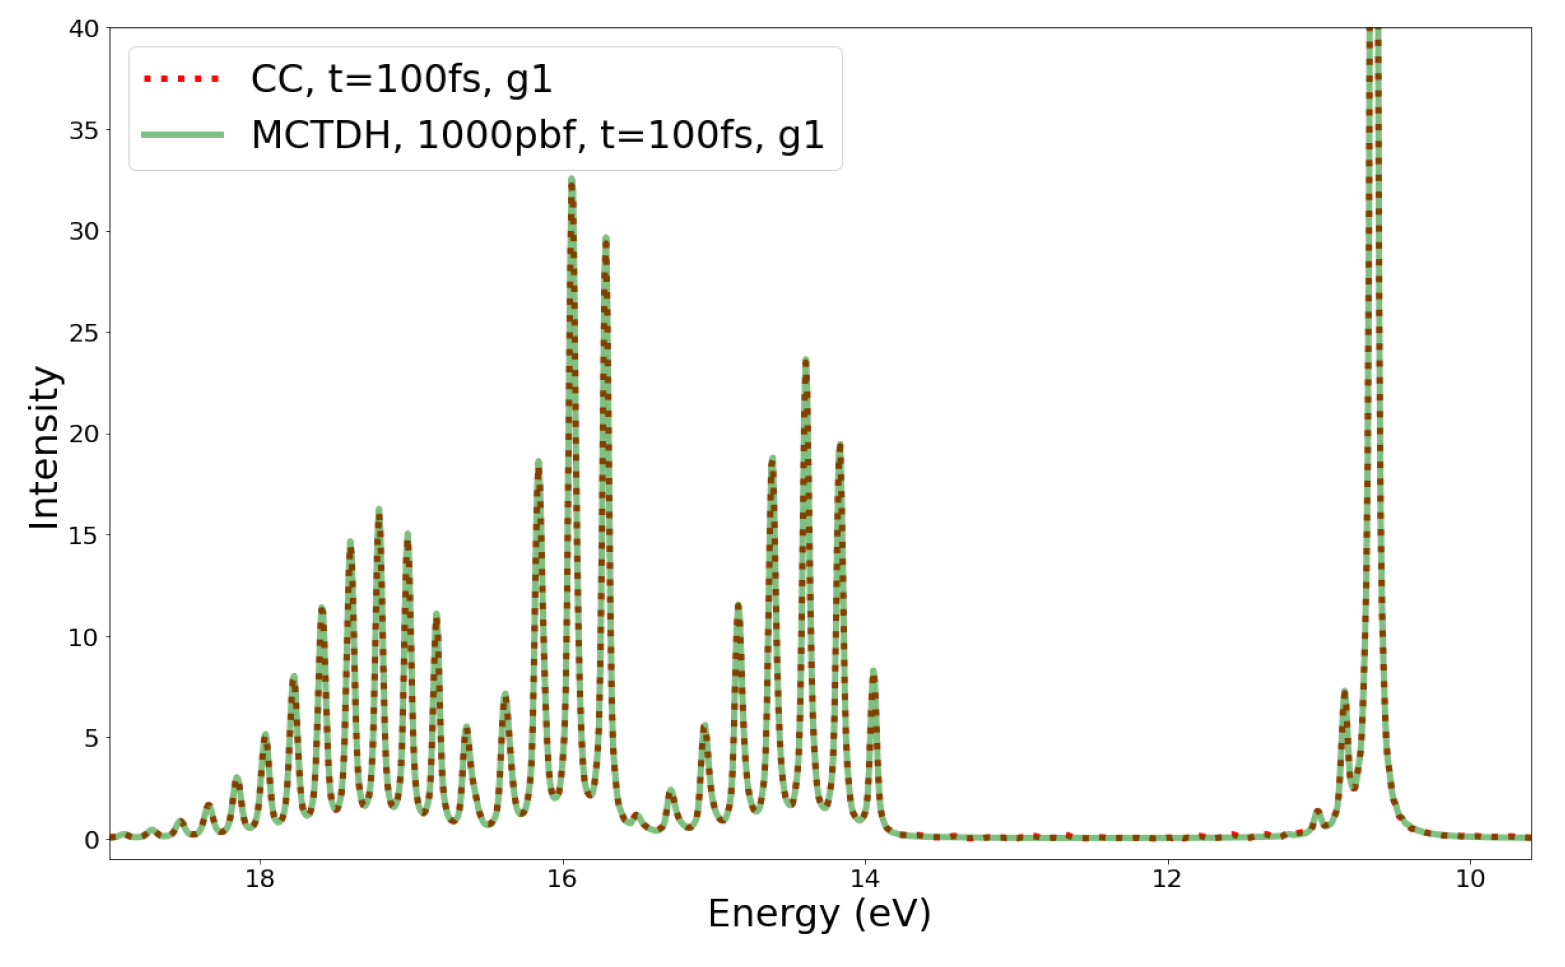 CC, t=100fs, g1
MCTDH, 1000pbf, t=100fs, g1
Intensity
40
35
30
25
20
15
10
5
0
18 16 14 12 10
Energy (eV)